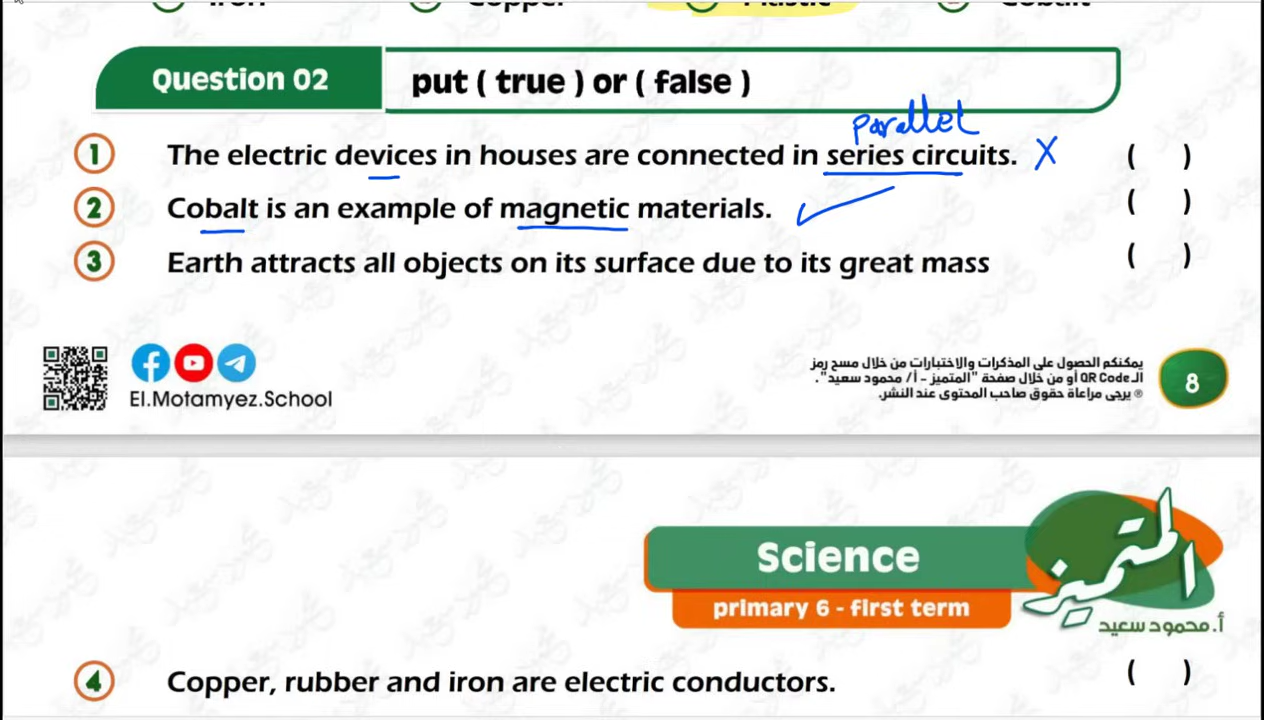 Iron Copper Plastic Cobalt
Question 02 put ( true ) or ( false )
parallel
1 The electric devices in houses are connected in series circuits. X ( )
2 Cobalt is an example of magnetic materials. ✓ ( )
3 Earth attracts all objects on its surface due to its great mass ( )
El.Motamyez.School
يمكنكم الحصول على المذكرات والاختبارات من خلال مسح رمز
الـ QR Code أو من خلال صفحة "المتميز - أ/ محمود سعيد".
® يرجى مراعاة حقوق صاحب المحتوى عند النشر.
8
Science
primary 6 - first term
المتميز
أ. محمود سعيد
4 Copper, rubber and iron are electric conductors. ( )